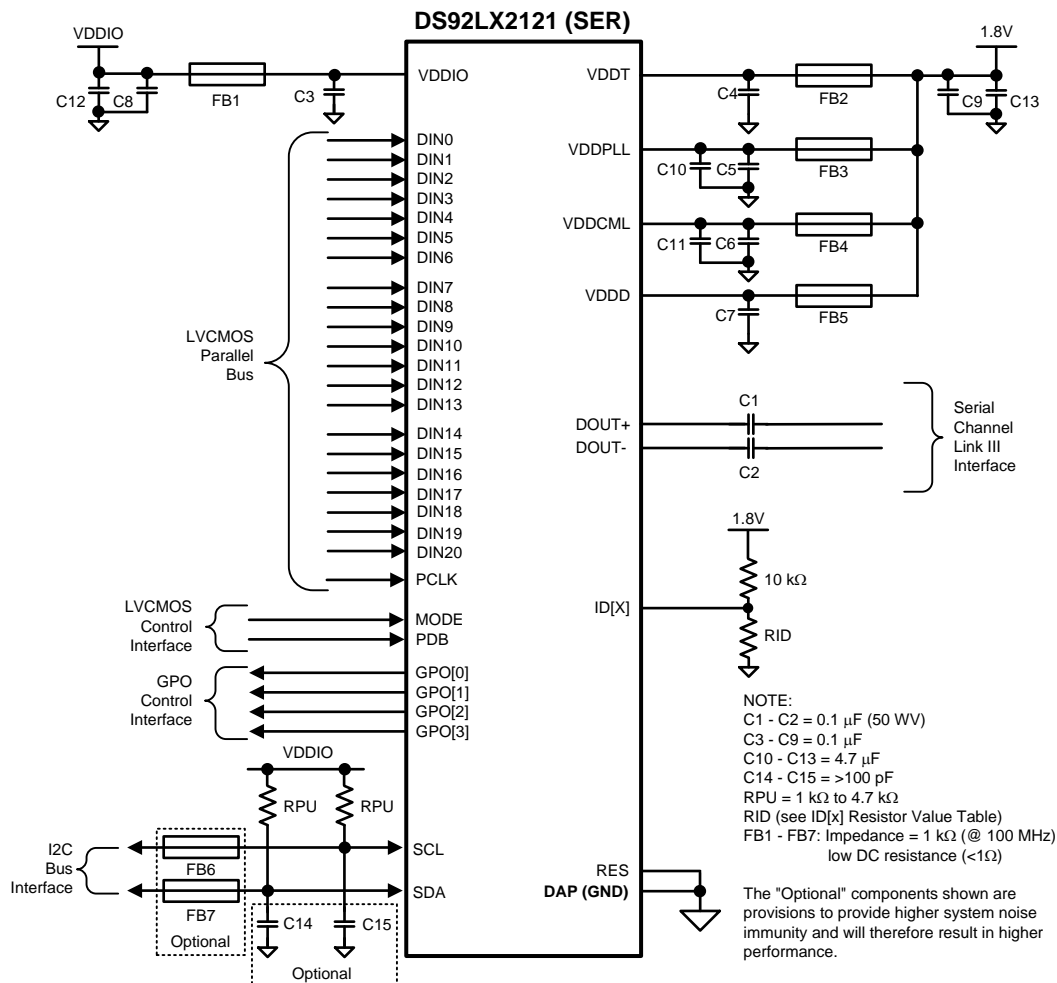 DS92LX2121 (SER)
VDDIO
1.8V
VDDIO
VDDT
C12
C8
FB1
C3
C4
FB2
C9
C13
DIN0
DIN1
DIN2
DIN3
DIN4
DIN5
DIN6
VDDPLL
C10
C5
FB3
VDDCML
C11
C6
FB4
DIN7
DIN8
DIN9
DIN10
DIN11
DIN12
DIN13
VDDD
C7
FB5
LVCMOS
Parallel
Bus
DIN14
DIN15
DIN16
DIN17
DIN18
DIN19
DIN20
PCLK
DOUT+
DOUT-
C1
C2
Serial
Channel
Link III
Interface
1.8V
10 kΩ
ID[X]
RID
LVCMOS
Control
Interface
MODE
PDB
GPO
Control
Interface
GPO[0]
GPO[1]
GPO[2]
GPO[3]
VDDIO
RPU
RPU
I2C
Bus
Interface
FB6
FB7
Optional
SCL
SDA
C14
C15
Optional
RES
DAP (GND)
NOTE:
C1 - C2 = 0.1 μF (50 WV)
C3 - C9 = 0.1 μF
C10 - C13 = 4.7 μF
C14 - C15 = >100 pF
RPU = 1 kΩ to 4.7 kΩ
RID (see ID[x] Resistor Value Table)
FB1 - FB7: Impedance = 1 kΩ (@ 100 MHz)
low DC resistance (<1Ω)
The "Optional" components shown are
provisions to provide higher system noise
immunity and will therefore result in higher
performance.